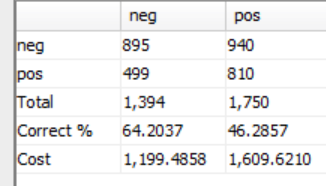 neg pos
neg 895 940
pos 499 810
Total 1,394 1,750
Correct % 64.2037 46.2857
Cost 1,199.4858 1,609.6210